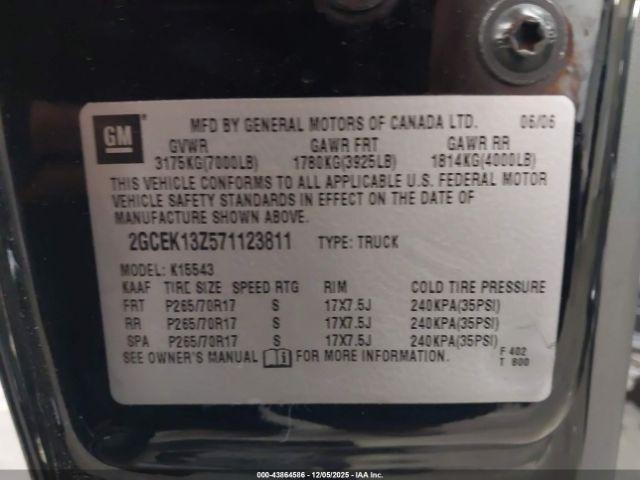 GM
MFD BY GENERAL MOTORS OF CANADA LTD. 06/06
GVWR GAWR FRT GAWR RR
3175KG(7000LB) 1780KG(3925LB) 1814KG(4000LB)
THIS VEHICLE CONFORMS TO ALL APPLICABLE U.S. FEDERAL MOTOR
VEHICLE SAFETY STANDARDS IN EFFECT ON THE DATE OF
MANUFACTURE SHOWN ABOVE.
2GCEK13Z571123811 TYPE: TRUCK
MODEL: K15543
KAAF TIRE SIZE SPEED RTG RIM COLD TIRE PRESSURE
FRT P265/70R17 S 17X7.5J 240KPA(35PSI)
RR P265/70R17 S 17X7.5J 240KPA(35PSI)
SPA P265/70R17 S 17X7.5J 240KPA(35PSI)
SEE OWNER'S MANUAL FOR MORE INFORMATION. F 402
T 800
000-43864586 - 12/05/2025 - IAA Inc.